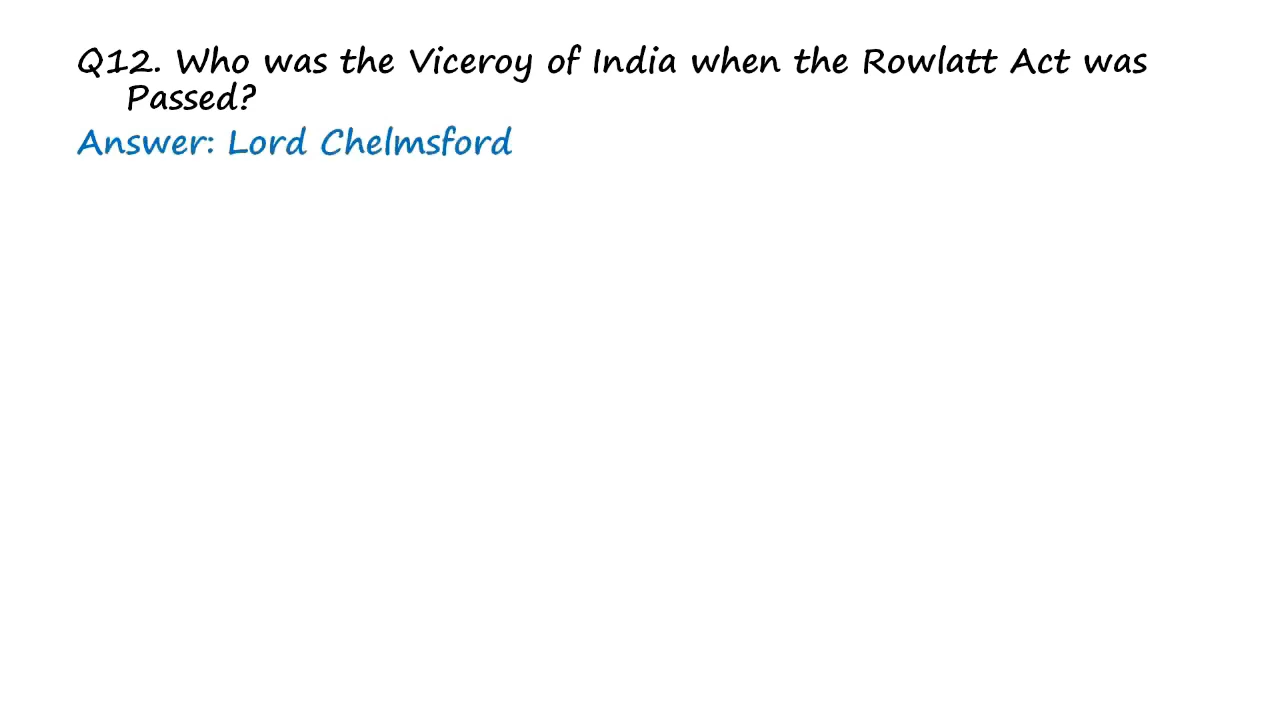 Q12. Who was the Viceroy of India when the Rowlatt Act was
Passed?
Answer: Lord Chelmsford